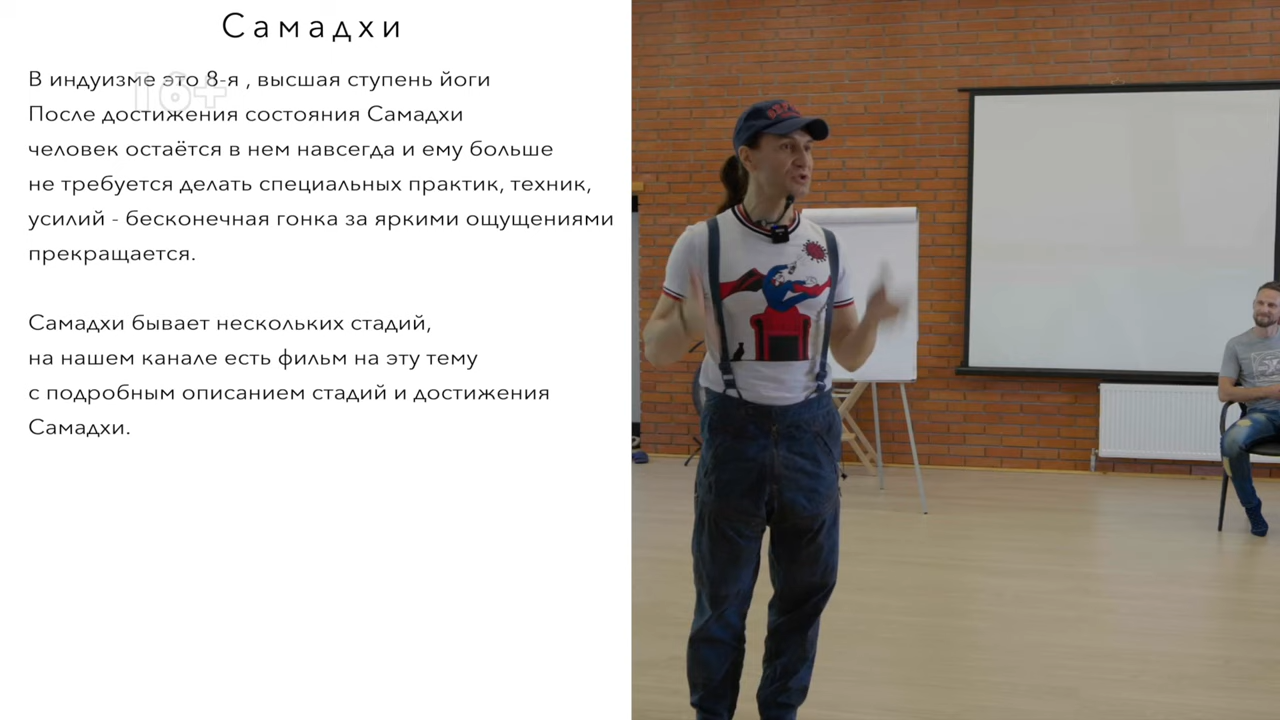 Самадхи
В индуизме это 8-я , высшая ступень йоги
16+
После достижения состояния Самадхи
человек остаётся в нем навсегда и ему больше
не требуется делать специальных практик, техник,
усилий - бесконечная гонка за яркими ощущениями
прекращается.
Самадхи бывает нескольких стадий,
на нашем канале есть фильм на эту тему
с подробным описанием стадий и достижения
Самадхи.